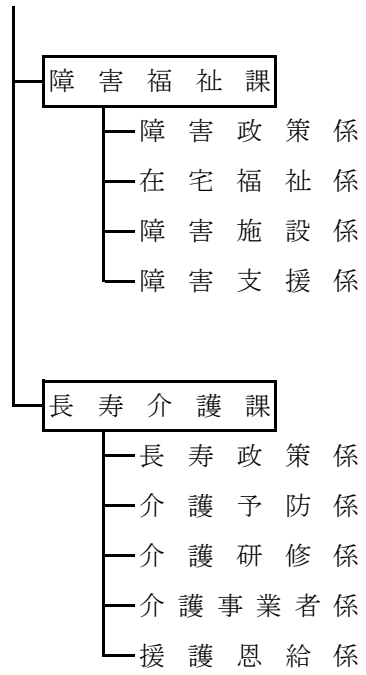 障害福祉課
障害政策係
在宅福祉係
障害施設係
障害支援係
長寿介護課
長寿政策係
介護予防係
介護研修係
介護事業者係
援護恩給係